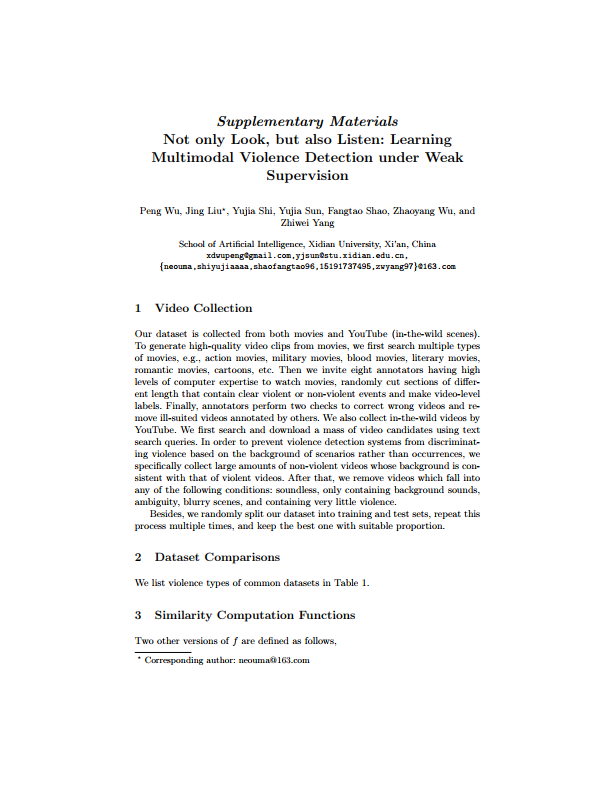 Supplementary Materials
Not only Look, but also Listen: Learning
Multimodal Violence Detection under Weak
Supervision
Peng Wu, Jing Liu⋆, Yujia Shi, Yujia Sun, Fangtao Shao, Zhaoyang Wu, and
Zhiwei Yang
School of Artificial Intelligence, Xidian University, Xi'an, China
xdwupeng@gmail.com,yjsun@stu.xidian.edu.cn,
{neouma,shiyujiaaaa,shaofangtao96,15191737495,zwyang97}@163.com
1 Video Collection
Our dataset is collected from both movies and YouTube (in-the-wild scenes).
To generate high-quality video clips from movies, we first search multiple types
of movies, e.g., action movies, military movies, blood movies, literary movies,
romantic movies, cartoons, etc. Then we invite eight annotators having high
levels of computer expertise to watch movies, randomly cut sections of differ-
ent length that contain clear violent or non-violent events and make video-level
labels. Finally, annotators perform two checks to correct wrong videos and re-
move ill-suited videos annotated by others. We also collect in-the-wild videos by
YouTube. We first search and download a mass of video candidates using text
search queries. In order to prevent violence detection systems from discriminat-
ing violence based on the background of scenarios rather than occurrences, we
specifically collect large amounts of non-violent videos whose background is con-
sistent with that of violent videos. After that, we remove videos which fall into
any of the following conditions: soundless, only containing background sounds,
ambiguity, blurry scenes, and containing very little violence.
Besides, we randomly split our dataset into training and test sets, repeat this
process multiple times, and keep the best one with suitable proportion.
2 Dataset Comparisons
We list violence types of common datasets in Table 1.
3 Similarity Computation Functions
Two other versions of f are defined as follows,
⋆ Corresponding author: neouma@163.com